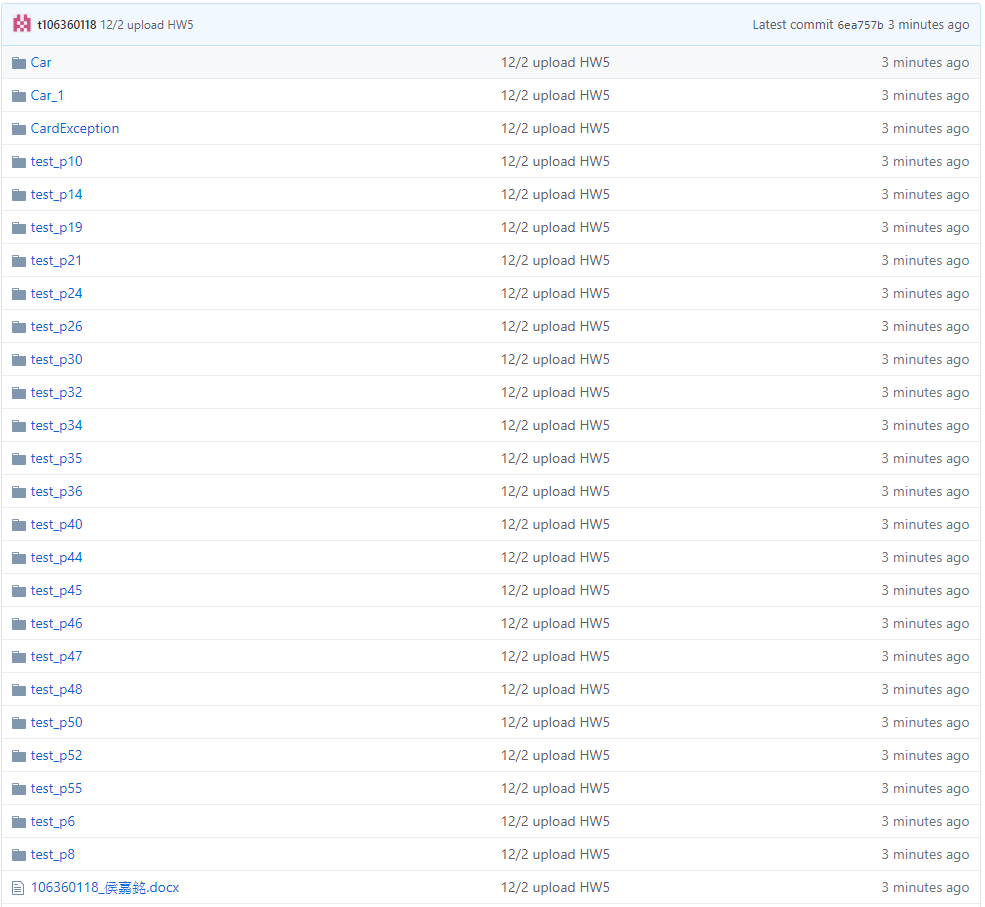 t106360118 12/2 upload HW5 Latest commit 6ea757b 3 minutes ago
Car 12/2 upload HW5 3 minutes ago
Car_1 12/2 upload HW5 3 minutes ago
CardException 12/2 upload HW5 3 minutes ago
test_p10 12/2 upload HW5 3 minutes ago
test_p14 12/2 upload HW5 3 minutes ago
test_p19 12/2 upload HW5 3 minutes ago
test_p21 12/2 upload HW5 3 minutes ago
test_p24 12/2 upload HW5 3 minutes ago
test_p26 12/2 upload HW5 3 minutes ago
test_p30 12/2 upload HW5 3 minutes ago
test_p32 12/2 upload HW5 3 minutes ago
test_p34 12/2 upload HW5 3 minutes ago
test_p35 12/2 upload HW5 3 minutes ago
test_p36 12/2 upload HW5 3 minutes ago
test_p40 12/2 upload HW5 3 minutes ago
test_p44 12/2 upload HW5 3 minutes ago
test_p45 12/2 upload HW5 3 minutes ago
test_p46 12/2 upload HW5 3 minutes ago
test_p47 12/2 upload HW5 3 minutes ago
test_p48 12/2 upload HW5 3 minutes ago
test_p50 12/2 upload HW5 3 minutes ago
test_p52 12/2 upload HW5 3 minutes ago
test_p55 12/2 upload HW5 3 minutes ago
test_p6 12/2 upload HW5 3 minutes ago
test_p8 12/2 upload HW5 3 minutes ago
106360118_侯嘉銘.docx 12/2 upload HW5 3 minutes ago